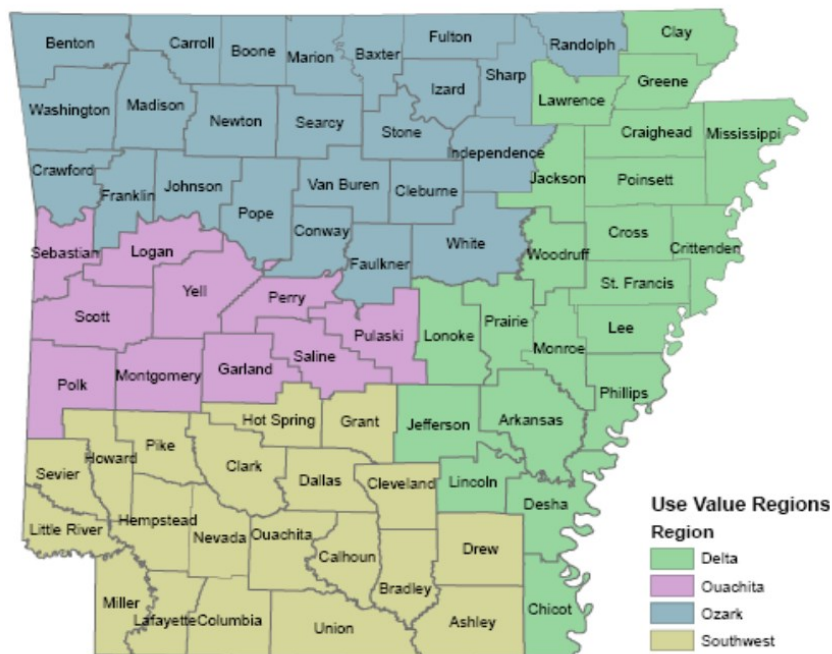 Benton
Carroll
Boone
Marion
Baxter
Fulton
Randolph
Clay
Sharp
Izard
Greene
Lawrence
Washington
Madison
Newton
Searcy
Stone
Craighead
Mississippi
Independence
Crawford
Franklin
Johnson
Pope
Van Buren
Cleburne
Jackson
Poinsett
Conway
White
Woodruff
Cross
Crittenden
Sebastian
Logan
Faulkner
St. Francis
Scott
Yell
Perry
Pulaski
Lonoke
Prairie
Lee
Monroe
Saline
Polk
Montgomery
Garland
Phillips
Hot Spring
Grant
Jefferson
Arkansas
Pike
Howard
Sevier
Clark
Dallas
Cleveland
Lincoln
Desha
Little River
Hempstead
Nevada
Ouachita
Calhoun
Drew
Bradley
Miller
Lafayette
Columbia
Union
Ashley
Chicot
Use Value Regions
Region
Delta
Ouachita
Ozark
Southwest